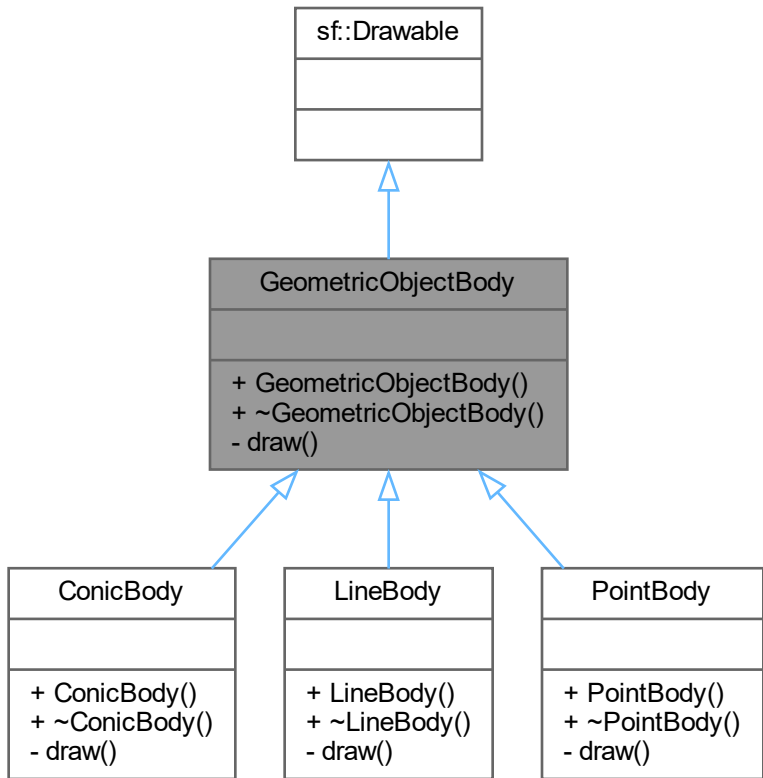 sf::Drawable
GeometricObjectBody
+ GeometricObjectBody()
+ ~GeometricObjectBody()
- draw()
ConicBody
+ ConicBody()
+ ~ConicBody()
- draw()
LineBody
+ LineBody()
+ ~LineBody()
- draw()
PointBody
+ PointBody()
+ ~PointBody()
- draw()